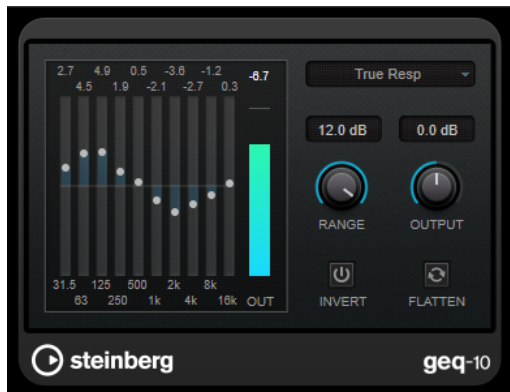 2.7 4.9 0.5 -3.6 -1.2 -6.7
4.5 1.9 -2.1 -2.7 0.3
True Resp
12.0 dB 0.0 dB
RANGE OUTPUT
31.5 125 500 2k 8k
63 250 1k 4k 16k OUT
INVERT FLATTEN
steinberg geq-10